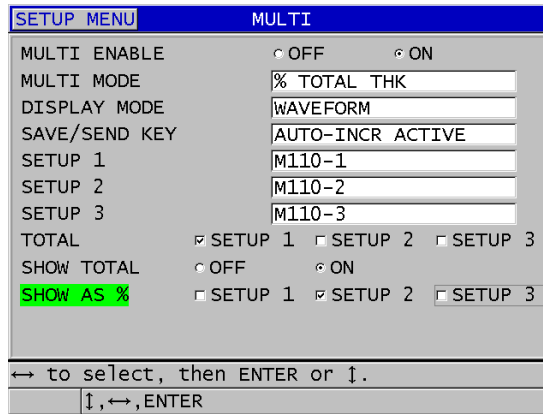 SETUP MENU MULTI
MULTI ENABLE OFF ON
MULTI MODE % TOTAL THK
DISPLAY MODE WAVEFORM
SAVE/SEND KEY AUTO-INCR ACTIVE
SETUP 1 M110-1
SETUP 2 M110-2
SETUP 3 M110-3
TOTAL SETUP 1 SETUP 2 SETUP 3
SHOW TOTAL OFF ON
SHOW AS % SETUP 1 SETUP 2 SETUP 3
↔ to select, then ENTER or ↕.
↕,↔,ENTER